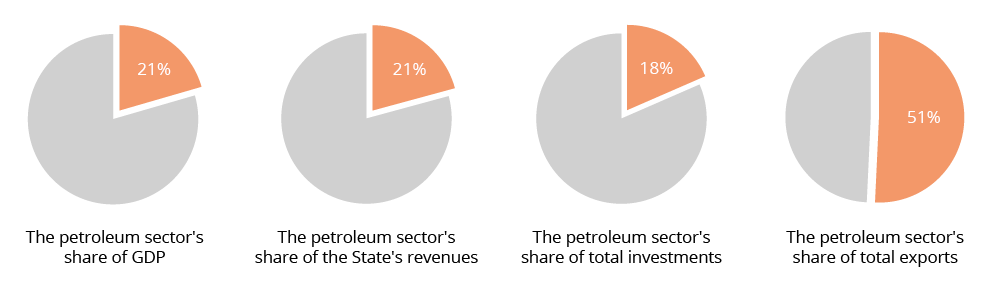 21%
21%
18%
51%
The petroleum sector's
share of GDP
The petroleum sector's
share of the State's revenues
The petroleum sector's
share of total investments
The petroleum sector's
share of total exports